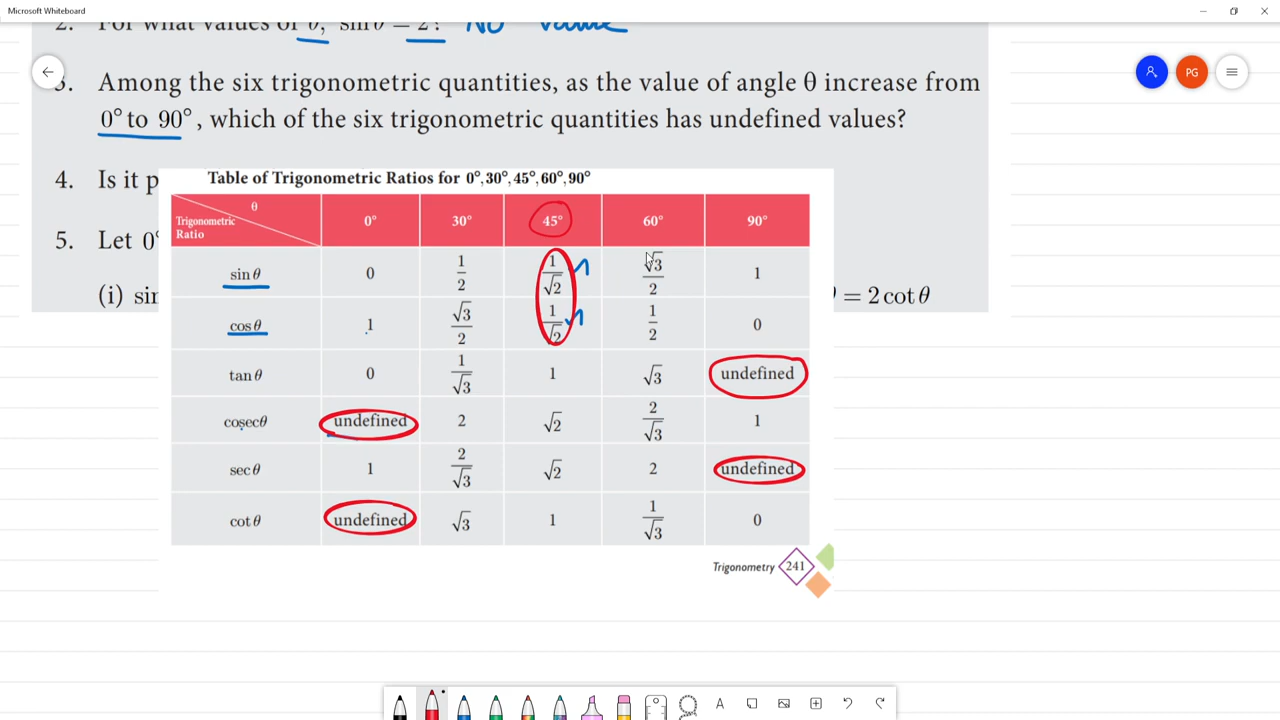 Microsoft Whiteboard
2. For what values of θ, sin θ = 2? No value
3. Among the six trigonometric quantities, as the value of angle θ increase from
0° to 90°, which of the six trigonometric quantities has undefined values?
PG
4. Is it p
Table of Trigonometric Ratios for 0°, 30°, 45°, 60°, 90°
θ
Trigonometric Ratio 0° 30° 45° 60° 90°
sin θ 0 1/2 1/√2 √3/2 1
cos θ 1 √3/2 1/√2 1/2 0
tan θ 0 1/√3 1 √3 undefined
cosec θ undefined 2 √2 2/√3 1
sec θ 1 2/√3 √2 2 undefined
cot θ undefined √3 1 1/√3 0
5. Let 0°
(i) sin
= 2 cot θ
Trigonometry 241
A